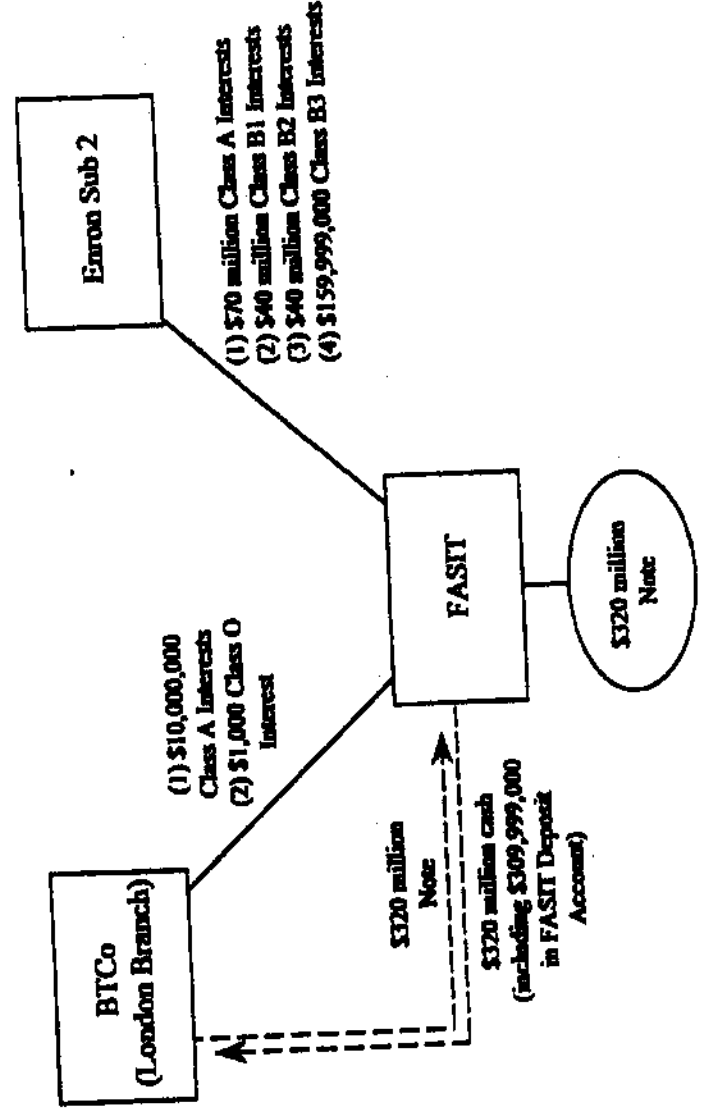 BTCo
(London Branch)
Enron Sub 2
(1) $10,000,000
Class A Interests
(2) $1,000 Class O
Interest
(1) $70 million Class A Interests
(2) $40 million Class B1 Interests
(3) $40 million Class B2 Interests
(4) $159,999,000 Class B3 Interests
$320 million
Note
$320 million cash
(including $309,999,000
in FASIT Deposit
Account)
FASIT
$320 million
Note